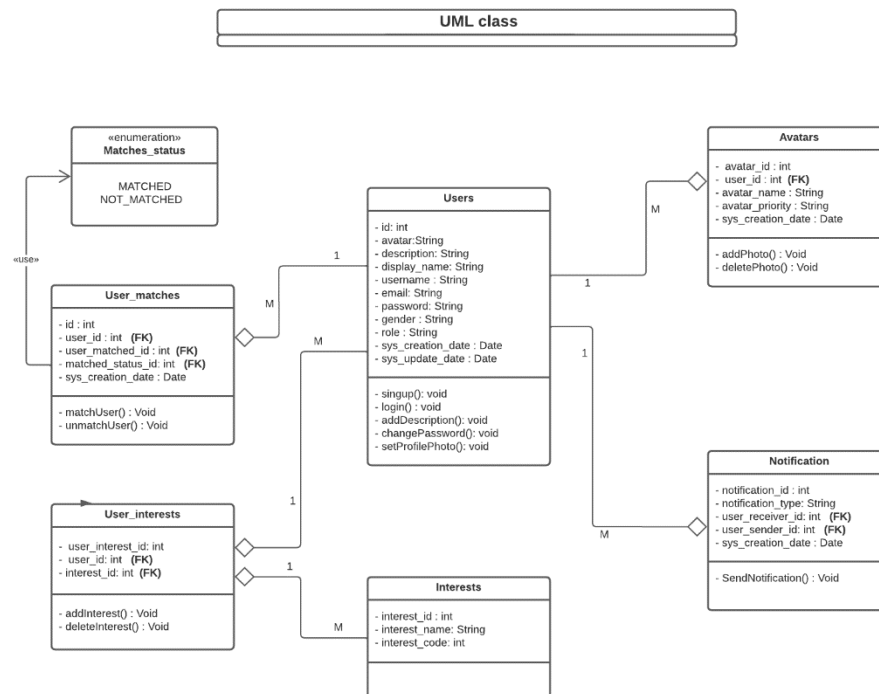 UML class
«enumeration»
Matches_status
MATCHED
NOT_MATCHED
«use»
User_matches
- id : int
- user_id : int (FK)
- user_matched_id : int (FK)
- matched_status_id: int (FK)
- sys_creation_date : Date
- matchUser() : Void
- unmatchUser() : Void
1
M
Users
- id: int
- avatar:String
- description: String
- display_name: String
- username : String
- email: String
- password: String
- gender : String
- role : String
- sys_creation_date : Date
- sys_update_date : Date
- singup(): void
- login() : void
- addDescription(): void
- changePassword(): void
- setProfilePhoto(): void
M
1
Avatars
- avatar_id : int
- user_id : int (FK)
- avatar_name : String
- avatar_priority : String
- sys_creation_date : Date
- addPhoto() : Void
- deletePhoto() : Void
M
1
User_interests
- user_interest_id: int
- user_id: int (FK)
- interest_id: int (FK)
- addInterest() : Void
- deleteInterest() : Void
1
M
Interests
- interest_id : int
- interest_name: String
- interest_code: int
1
M
Notification
- notification_id : int
- notification_type: String
- user_receiver_id: int (FK)
- user_sender_id: int (FK)
- sys_creation_date : Date
- SendNotification() : Void